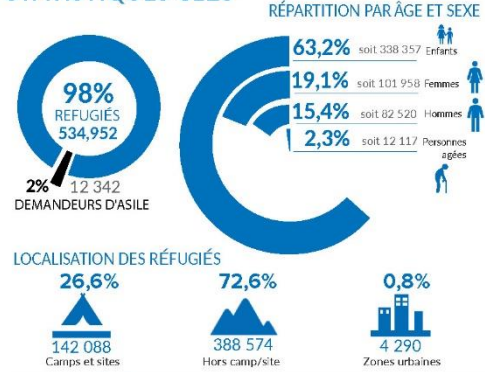 RÉPARTITION PAR ÂGE ET SEXE
63,2% soit 338 357 Enfants
19,1% soit 101 958 Femmes
15,4% soit 82 520 Hommes
2,3% soit 12 117 Personnes
agées
98%
REFUGIÉS
534,952
2% 12 342
DEMANDEURS D'ASILE
LOCALISATION DES RÉFUGIÉS
26,6% 72,6% 0,8%
142 088 388 574 4 290
Camps et sites Hors camp/site Zones urbaines